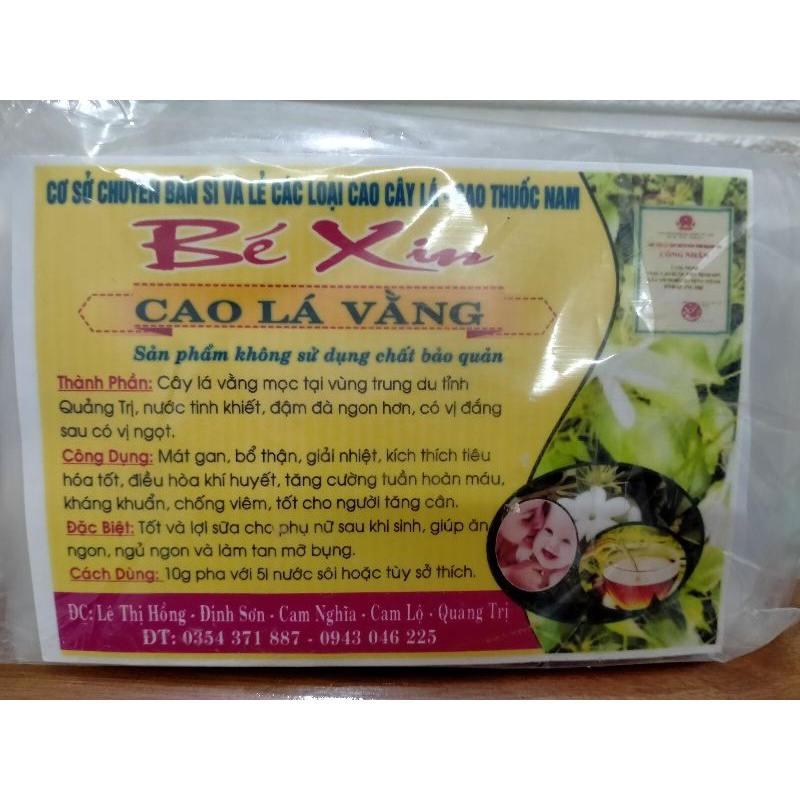 CƠ SỞ CHUYÊN BÁN SỈ VÀ LẺ CÁC LOẠI CAO CÂY LÁ - CAO THUỐC NAM
Bé Xin
CAO LÁ VẰNG
Sản phẩm không sử dụng chất bảo quản
Thành Phần: Cây lá vằng mọc tại vùng trung du tỉnh
Quảng Trị, nước tinh khiết, đậm đà ngon hơn, có vị đắng
sau có vị ngọt.
Công Dụng: Mát gan, bổ thận, giải nhiệt, kích thích tiêu
hóa tốt, điều hòa khí huyết, tăng cường tuần hoàn máu,
kháng khuẩn, chống viêm, tốt cho người tăng cân.
Đặc Biệt: Tốt và lợi sữa cho phụ nữ sau khi sinh, giúp ăn
ngon, ngủ ngon và làm tan mỡ bụng.
Cách Dùng: 10g pha với 5l nước sôi hoặc tùy sở thích.
ĐC: Lê Thị Hồng - Định Sơn - Cam Nghĩa - Cam Lộ - Quảng Trị
ĐT: 0354 371 887 - 0943 046 225
CÔNG NHẬN